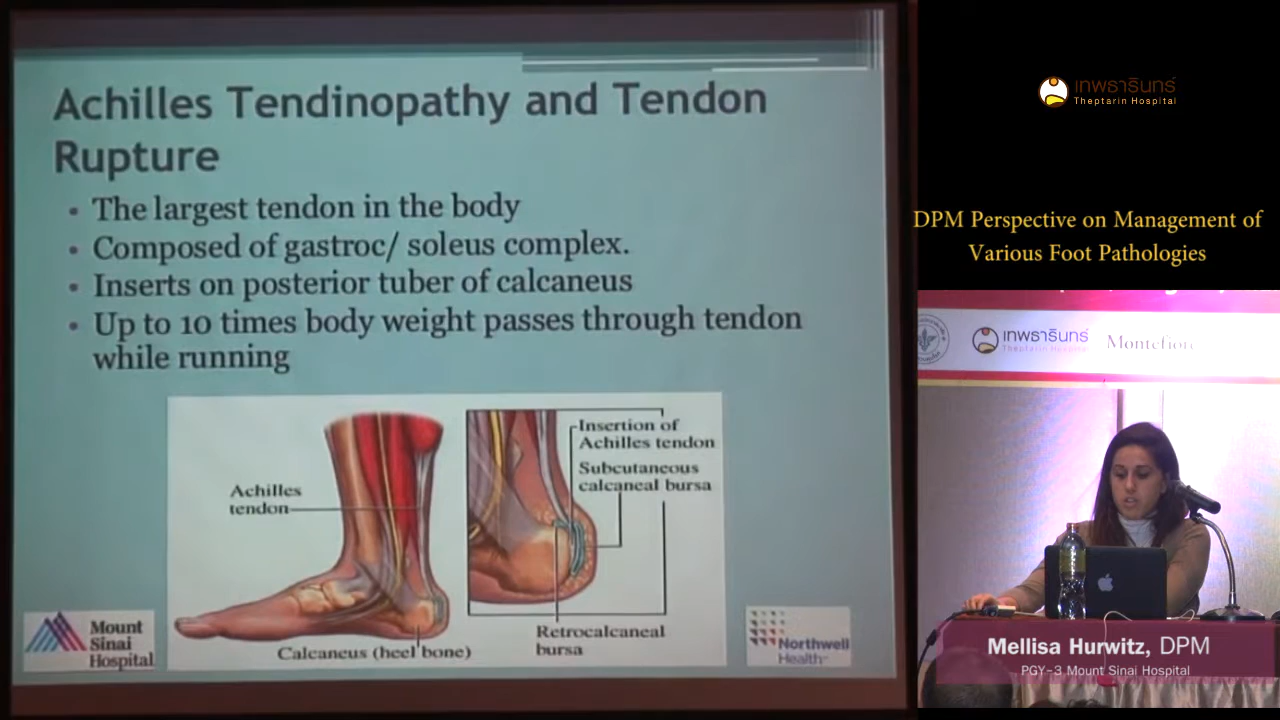 Achilles Tendinopathy and Tendon
Rupture
• The largest tendon in the body
• Composed of gastroc/ soleus complex.
• Inserts on posterior tuber of calcaneus
• Up to 10 times body weight passes through tendon
while running
Achilles
tendon
Calcaneus (heel bone)
Insertion of
Achilles tendon
Subcutaneous
calcaneal bursa
Retrocalcaneal
bursa
Mount
Sinai
Hospital
Northwell
Health
เทพธารินทร์
Theptarin Hospital
DPM Perspective on Management of
Various Foot Pathologies
เทพธารินทร์
Theptarin Hospital
Montefiore
Mellisa Hurwitz, DPM
PGY-3 Mount Sinai Hospital